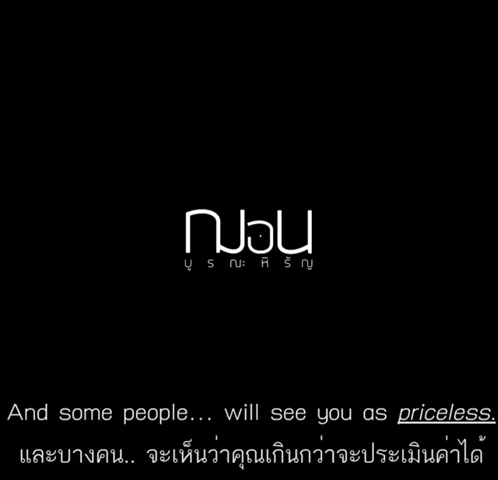 ฌอน
บูรณะหิรัญ
And some people... will see you as priceless.
และบางคน.. จะเห็นว่าคุณเกินกว่าจะประเมินค่าได้